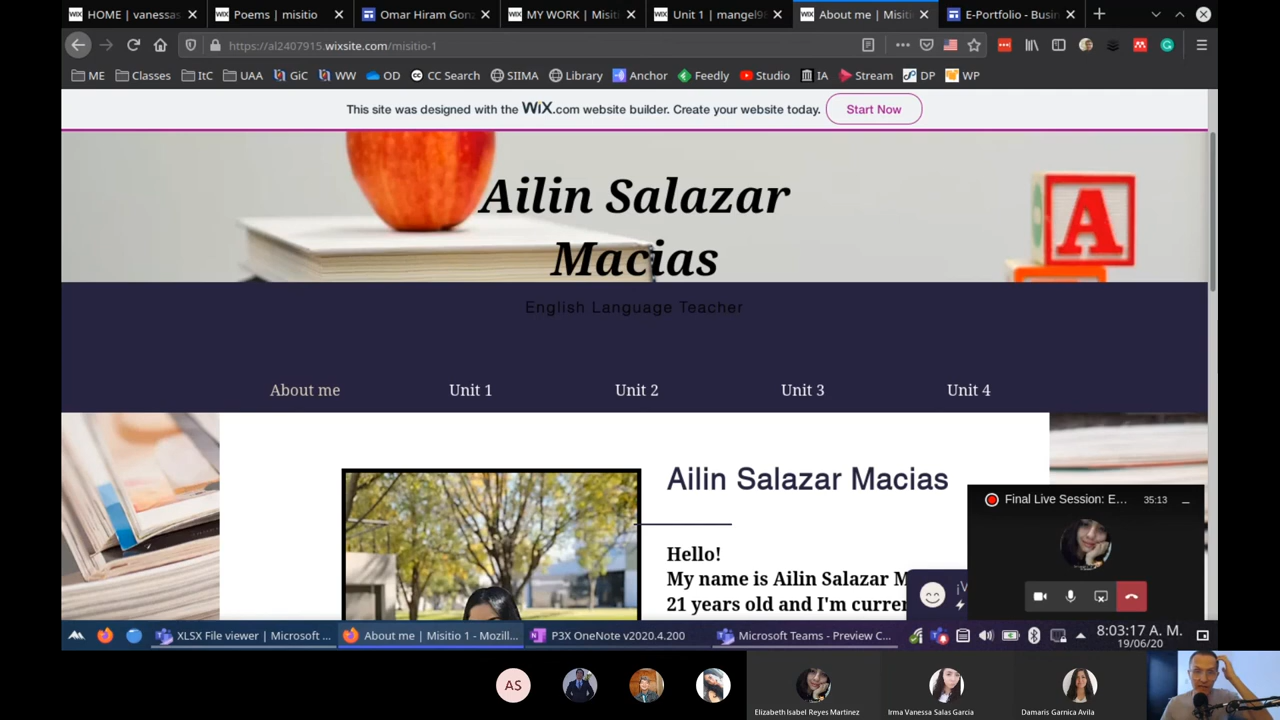 HOME | vanessas
Poems | misitio
Omar Hiram Gonz
MY WORK | Misiti
Unit 1 | mangel98
About me | Misitio
E-Portfolio - Busin
https://al2407915.wixsite.com/misitio-1
ME
Classes
ItC
UAA
GiC
WW
OD
CC Search
SIIMA
Library
Anchor
Feedly
Studio
IA
Stream
DP
WP
This site was designed with the WiX.com website builder. Create your website today.
Start Now
A
Ailin Salazar
Macias
English Language Teacher
About me
Unit 1
Unit 2
Unit 3
Unit 4
Ailin Salazar Macias
Hello!
My name is Ailin Salazar M
21 years old and I'm curre
Final Live Session: E...
35:13
XLSX File viewer | Microsoft ...
About me | Misitio 1 - Mozill...
P3X OneNote v2020.4.200
Microsoft Teams - Preview C...
8:03:17 A. M.
19/06/20
AS
Elizabeth Isabel Reyes Martinez
Irma Vanessa Salas Garcia
Damaris Garnica Avila